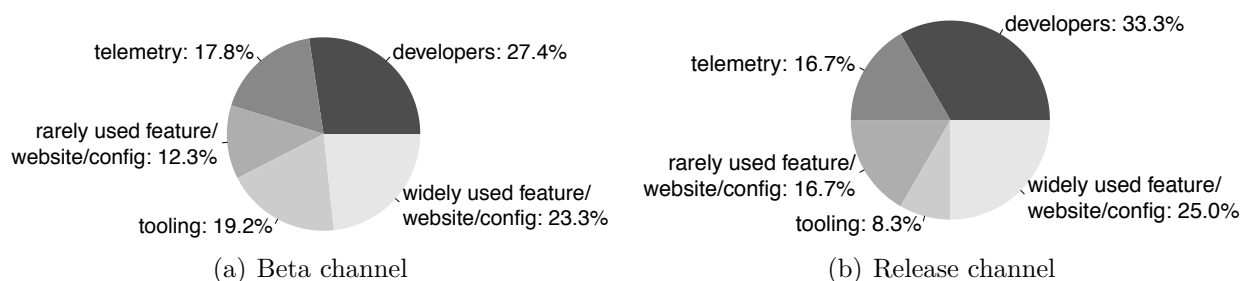 telemetry: 17.8%
developers: 27.4%
rarely used feature/
website/config: 12.3%
tooling: 19.2%
widely used feature/
website/config: 23.3%
(a) Beta channel
developers: 33.3%
telemetry: 16.7%
rarely used feature/
website/config: 16.7%
tooling: 8.3%
widely used feature/
website/config: 25.0%
(b) Release channel